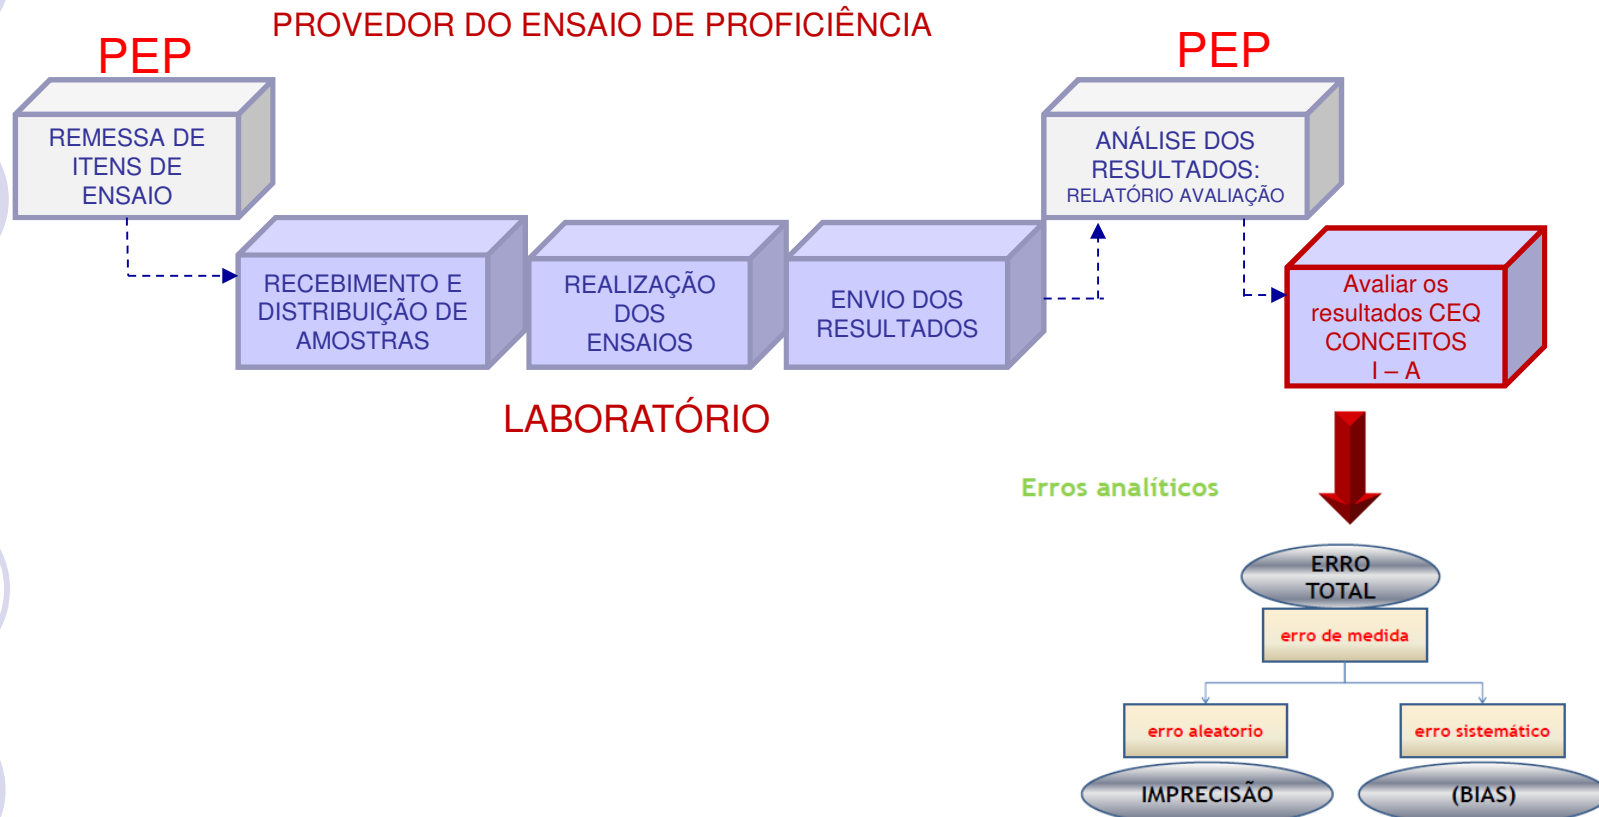 PROVEDOR DO ENSAIO DE PROFICIÊNCIA
PEP
PEP
REMESSA DE
ITENS DE
ENSAIO
ANÁLISE DOS
RESULTADOS:
RELATÓRIO AVALIAÇÃO
RECEBIMENTO E
DISTRIBUIÇÃO DE
AMOSTRAS
REALIZAÇÃO
DOS
ENSAIOS
ENVIO DOS
RESULTADOS
Avaliar os
resultados CEQ
CONCEITOS
I – A
LABORATÓRIO
Erros analíticos
ERRO
TOTAL
erro de medida
erro aleatorio
erro sistemático
IMPRECISÃO
(BIAS)